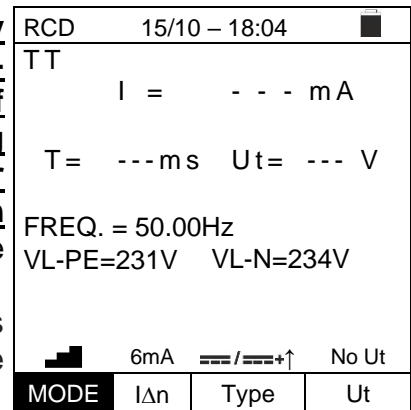 RCD 15/10 – 18:04
TT
I = - - - mA
T= ---ms Ut= --- V
FREQ. = 50.00Hz
VL-PE=231V VL-N=234V
6mA /+↑ No Ut
MODE IΔn Type Ut